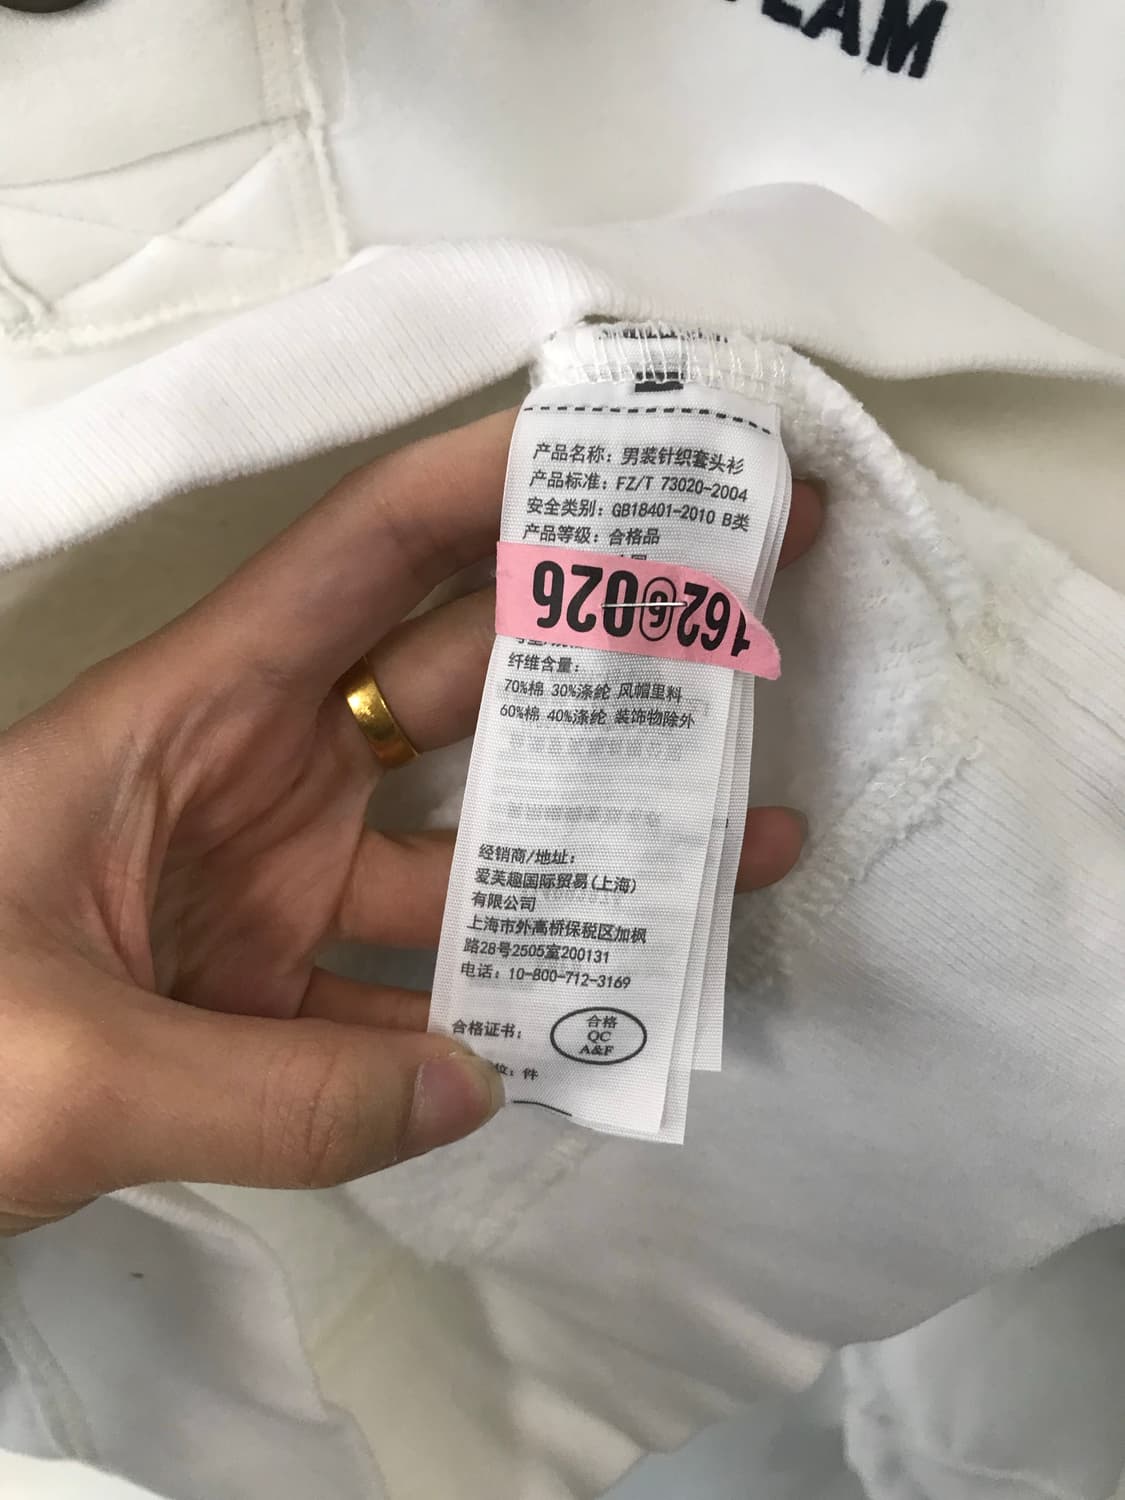 EAM
产品名称：男装针织套头衫
产品标准：FZ/T 73020-2004
安全类别：GB18401-2010 B类
产品等级：合格品
1626026
纤维含量：
70%棉 30%涤纶 风帽里料
60%棉 40%涤纶 装饰物除外
经销商/地址：
爱芙趣国际贸易(上海)
有限公司
上海市外高桥保税区加枫
路28号2505室200131
电话：10-800-712-3169
合格证书：
合格
QC
A&F
位：件